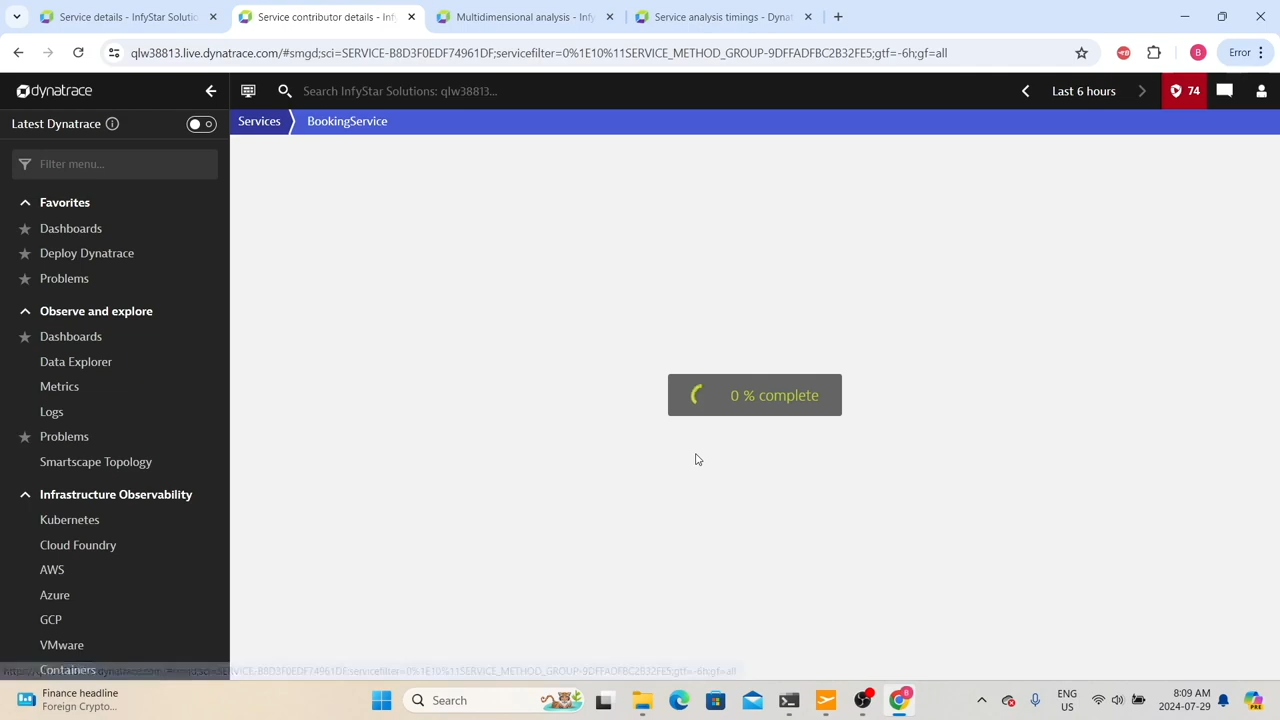 Service details - InfyStar Solutio
Service contributor details - Inf
Multidimensional analysis - Infy
Service analysis timings - Dyna
qlw38813.live.dynatrace.com/#smgd;sci=SERVICE-B8D3F0EDF74961DF;servicefilter=0%1E10%11SERVICE_METHOD_GROUP-9DFFADFBC2B32FE5;gtf=-6h;gf=all
B
Error
dynatrace
Search InfyStar Solutions: qlw38813...
Last 6 hours
74
Latest Dynatrace
Services
BookingService
Filter menu...
Favorites
Dashboards
Deploy Dynatrace
Problems
Observe and explore
Dashboards
Data Explorer
Metrics
Logs
Problems
Smartscape Topology
Infrastructure Observability
Kubernetes
Cloud Foundry
AWS
Azure
GCP
VMware
Containers
0 % complete
Finance headline
Foreign Crypto...
Search
ENG
US
8:09 AM
2024-07-29